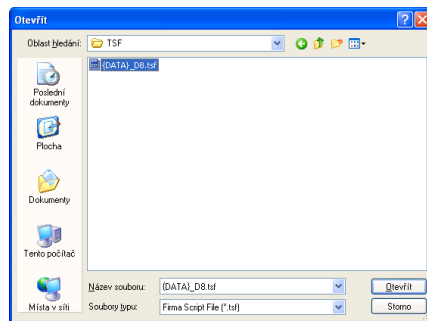 Otevřít
Oblast hledání: TSF
{DATA}_D8.tsf
Poslední
dokumenty
Plocha
Dokumenty
Tento počítač
Místa v síti
Název souboru: {DATA}_D8.tsf Otevřít
Soubory typu: Firma Script File (*.tsf) Storno